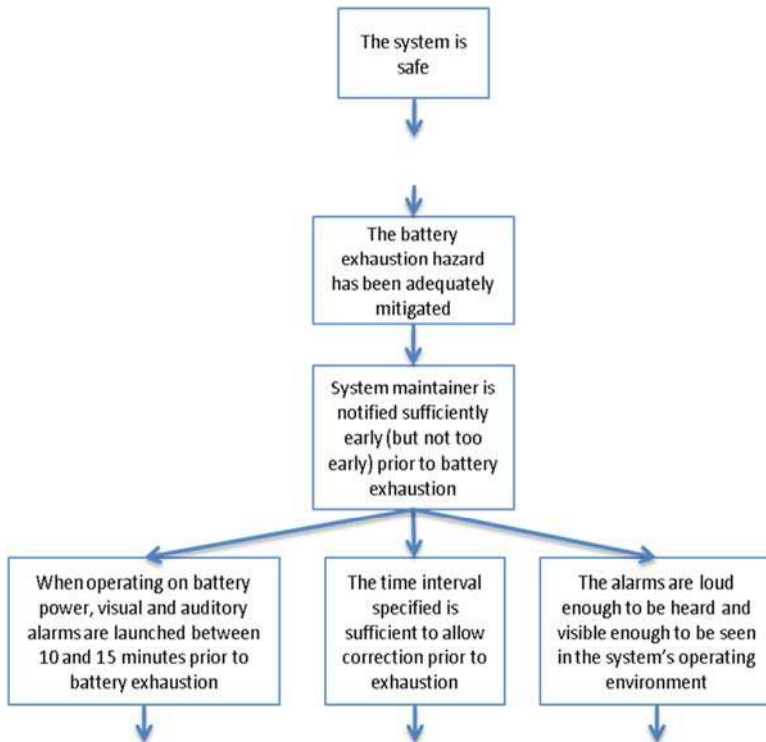 The system is
safe
The battery
exhaustion hazard
has been adequately
mitigated
System maintainer is
notified sufficiently
early (but not too
early) prior to battery
exhaustion
When operating on battery
power, visual and auditory
alarms are launched between
10 and 15 minutes prior to
battery exhaustion
The time interval
specified is
sufficient to allow
correction prior to
exhaustion
The alarms are loud
enough to be heard and
visible enough to be seen
in the system's operating
environment